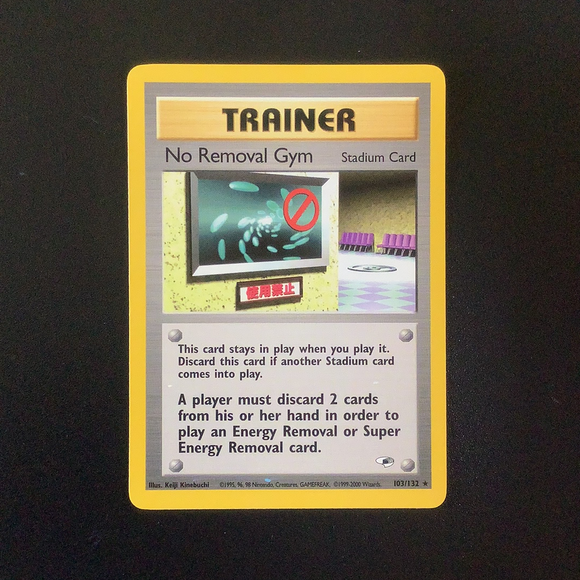 TRAINER
No Removal Gym Stadium Card
使用禁止
This card stays in play when you play it.
Discard this card if another Stadium card
comes into play.
A player must discard 2 cards
from his or her hand in order to
play an Energy Removal or Super
Energy Removal card.
Illus. Keiji Kinebuchi ©1995, 96, 98 Nintendo, Creatures, GAMEFREAK. ©1999-2000 Wizards. 103/132 ★